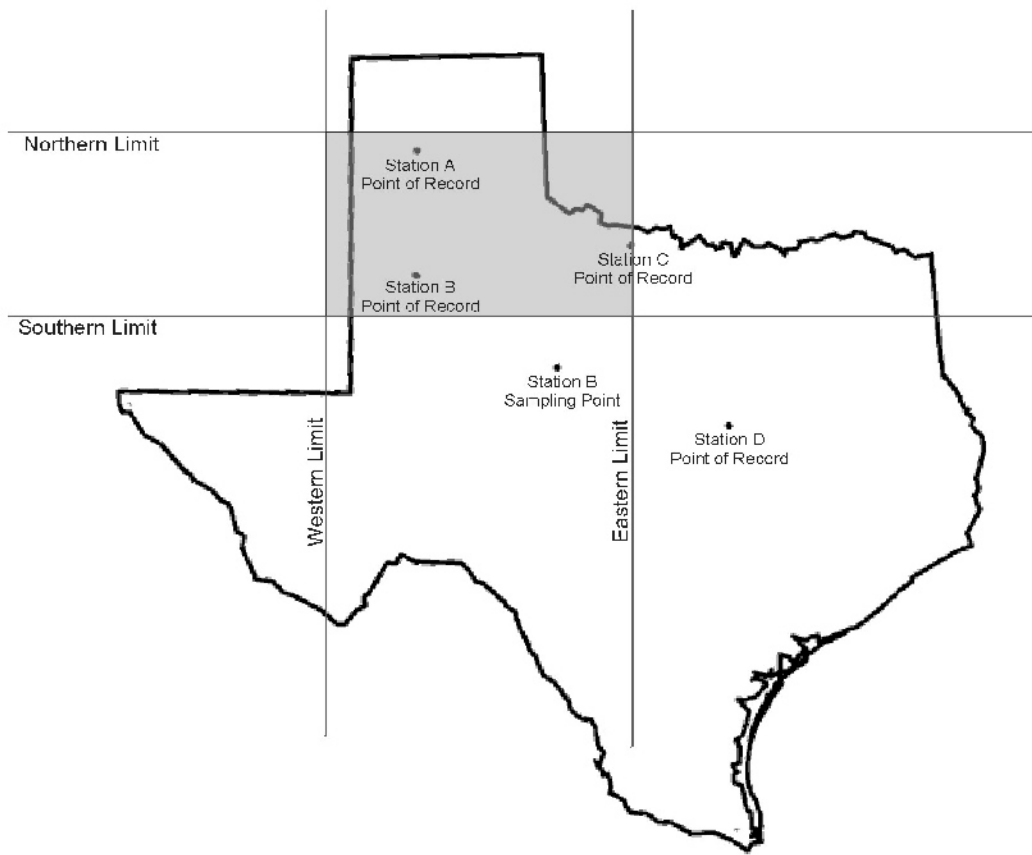 Northern Limit
Station A
Point of Record
Station C
Point of Record
Station B
Point of Record
Southern Limit
Station B
Sampling Point
Station D
Point of Record
Western Limit
Eastern Limit